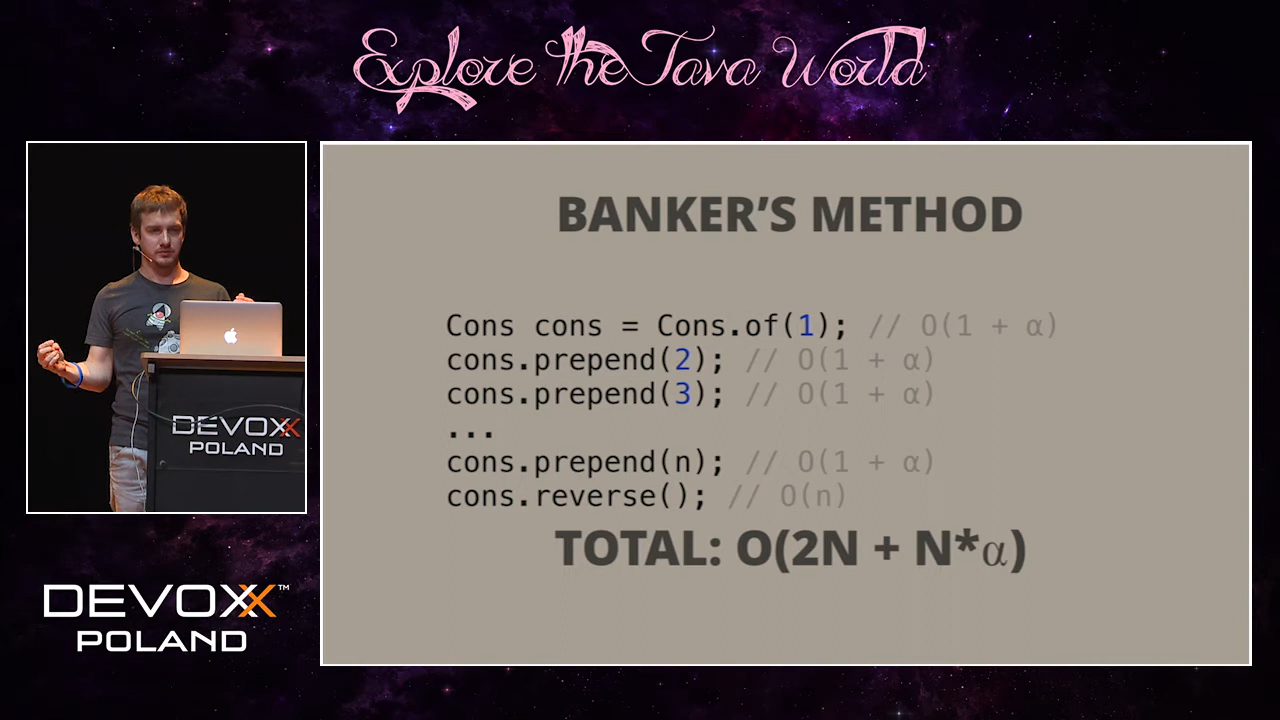 Explore the Java World
BANKER'S METHOD
Cons cons = Cons.of(1); // O(1 + α)
cons.prepend(2); // O(1 + α)
cons.prepend(3); // O(1 + α)
...
cons.prepend(n); // O(1 + α)
cons.reverse(); // O(n)
TOTAL: O(2N + N*α)
DEVOXX
POLAND
DEVOXX™
POLAND